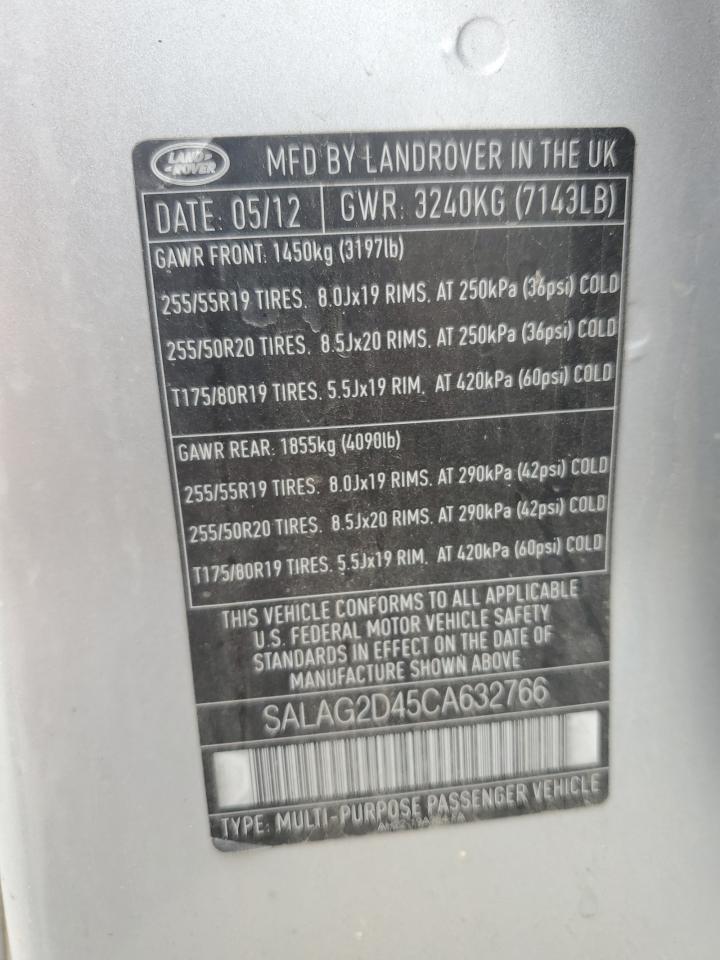 LAND ROVER
MFD BY LANDROVER IN THE UK
DATE: 05/12
GWR: 3240KG (7143LB)
GAWR FRONT: 1450kg (3197lb)
255/55R19 TIRES. 8.0Jx19 RIMS. AT 250kPa (36psi) COLD
255/50R20 TIRES. 8.5Jx20 RIMS. AT 250kPa (36psi) COLD
T175/80R19 TIRES. 5.5Jx19 RIM. AT 420kPa (60psi) COLD
GAWR REAR: 1855kg (4090lb)
255/55R19 TIRES. 8.0Jx19 RIMS. AT 290kPa (42psi) COLD
255/50R20 TIRES. 8.5Jx20 RIMS. AT 290kPa (42psi) COLD
T175/80R19 TIRES. 5.5Jx19 RIM. AT 420kPa (60psi) COLD
THIS VEHICLE CONFORMS TO ALL APPLICABLE
U.S. FEDERAL MOTOR VEHICLE SAFETY
STANDARDS IN EFFECT ON THE DATE OF
MANUFACTURE SHOWN ABOVE
SALAG2D45CA632766
TYPE: MULTI-PURPOSE PASSENGER VEHICLE